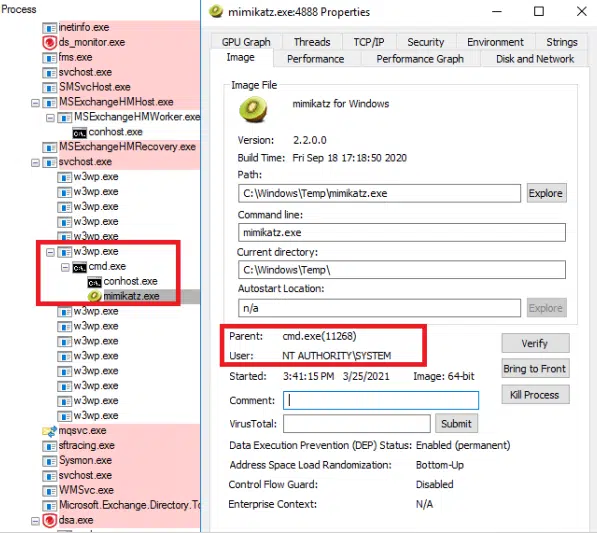 Process
inetinfo.exe
ds_monitor.exe
fms.exe
svchost.exe
SMSvcHost.exe
MSExchangeHMHost.exe
MSExchangeHMWorker.exe
conhost.exe
MSExchangeHMRecovery.exe
svchost.exe
w3wp.exe
w3wp.exe
w3wp.exe
w3wp.exe
w3wp.exe
w3wp.exe
cmd.exe
conhost.exe
mimikatz.exe
w3wp.exe
w3wp.exe
w3wp.exe
w3wp.exe
w3wp.exe
w3wp.exe
w3wp.exe
w3wp.exe
mqsvc.exe
sftracing.exe
Sysmon.exe
svchost.exe
WMSvc.exe
Microsoft.Exchange.Directory.To
dsa.exe
mimikatz.exe:4888 Properties
GPU Graph Threads TCP/IP Security Environment Strings
Image Performance Performance Graph Disk and Network
Image File
mimikatz for Windows
Version: 2.2.0.0
Build Time: Fri Sep 18 17:18:50 2020
Path:
C:\Windows\Temp\mimikatz.exe Explore
Command line:
mimikatz.exe
Current directory:
C:\Windows\Temp\
Autostart Location:
n/a Explore
Parent: cmd.exe(11268)
User: NT AUTHORITY\SYSTEM
Verify
Started: 3:41:15 PM 3/25/2021 Image: 64-bit
Bring to Front
Comment:
Kill Process
VirusTotal: Submit
Data Execution Prevention (DEP) Status: Enabled (permanent)
Address Space Load Randomization: Bottom-Up
Control Flow Guard: Disabled
Enterprise Context: N/A